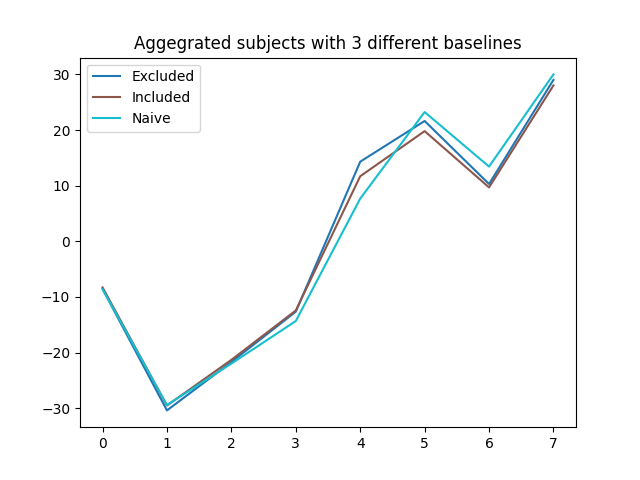 Aggegrated subjects with 3 different baselines
Excluded
Included
Naive
30
20
10
0
−10
−20
−30
0 1 2 3 4 5 6 7